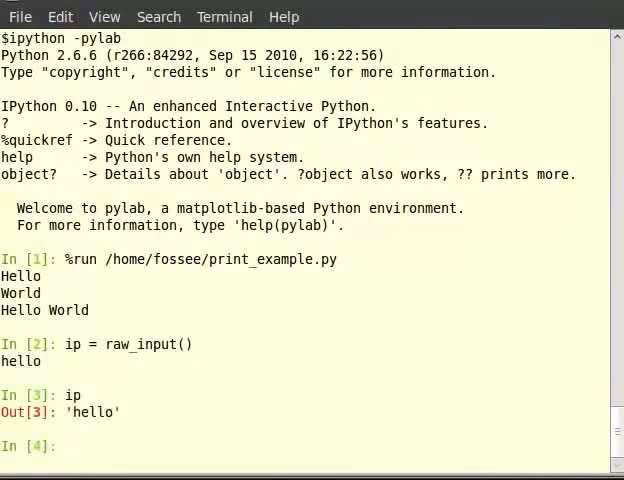 File Edit View Search Terminal Help
$ipython -pylab
Python 2.6.6 (r266:84292, Sep 15 2010, 16:22:56)
Type "copyright", "credits" or "license" for more information.
IPython 0.10 -- An enhanced Interactive Python.
?         -> Introduction and overview of IPython's features.
%quickref -> Quick reference.
help      -> Python's own help system.
object?   -> Details about 'object'. ?object also works, ?? prints more.
Welcome to pylab, a matplotlib-based Python environment.
For more information, type 'help(pylab)'.
In [1]: %run /home/fossee/print_example.py
Hello
World
Hello World
In [2]: ip = raw_input()
hello
In [3]: ip
Out[3]: 'hello'
In [4]: